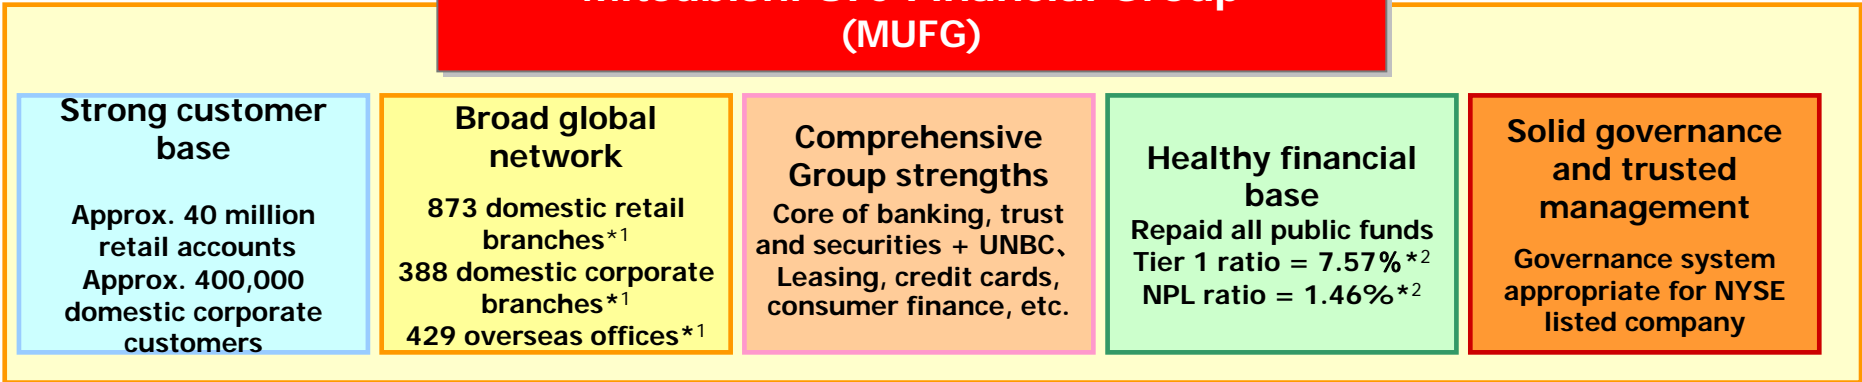 Mitsubishi UFJ Financial Group
(MUFG)
Strong customer
base
Approx. 40 million
retail accounts
Approx. 400,000
domestic corporate
customers
Broad global
network
873 domestic retail
branches*1
388 domestic corporate
branches*1
429 overseas offices*1
Comprehensive
Group strengths
Core of banking, trust
and securities + UNBC、
Leasing, credit cards,
consumer finance, etc.
Healthy financial
base
Repaid all public funds
Tier 1 ratio = 7.57%*2
NPL ratio = 1.46%*2
Solid governance
and trusted
management
Governance system
appropriate for NYSE
listed company